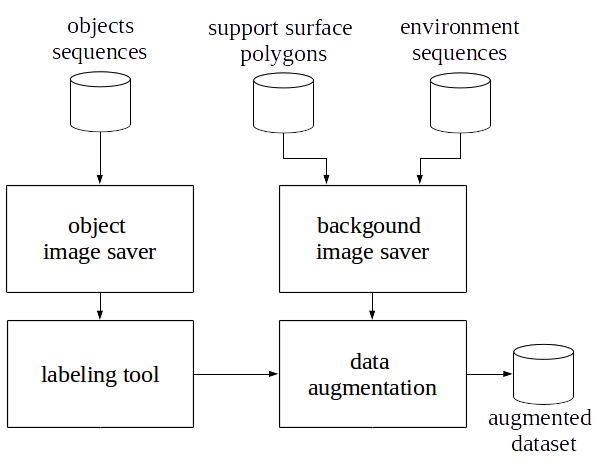 objects
sequences
support surface
polygons
environment
sequences
object
image saver
backgound
image saver
labeling tool
data
augmentation
augmented
dataset